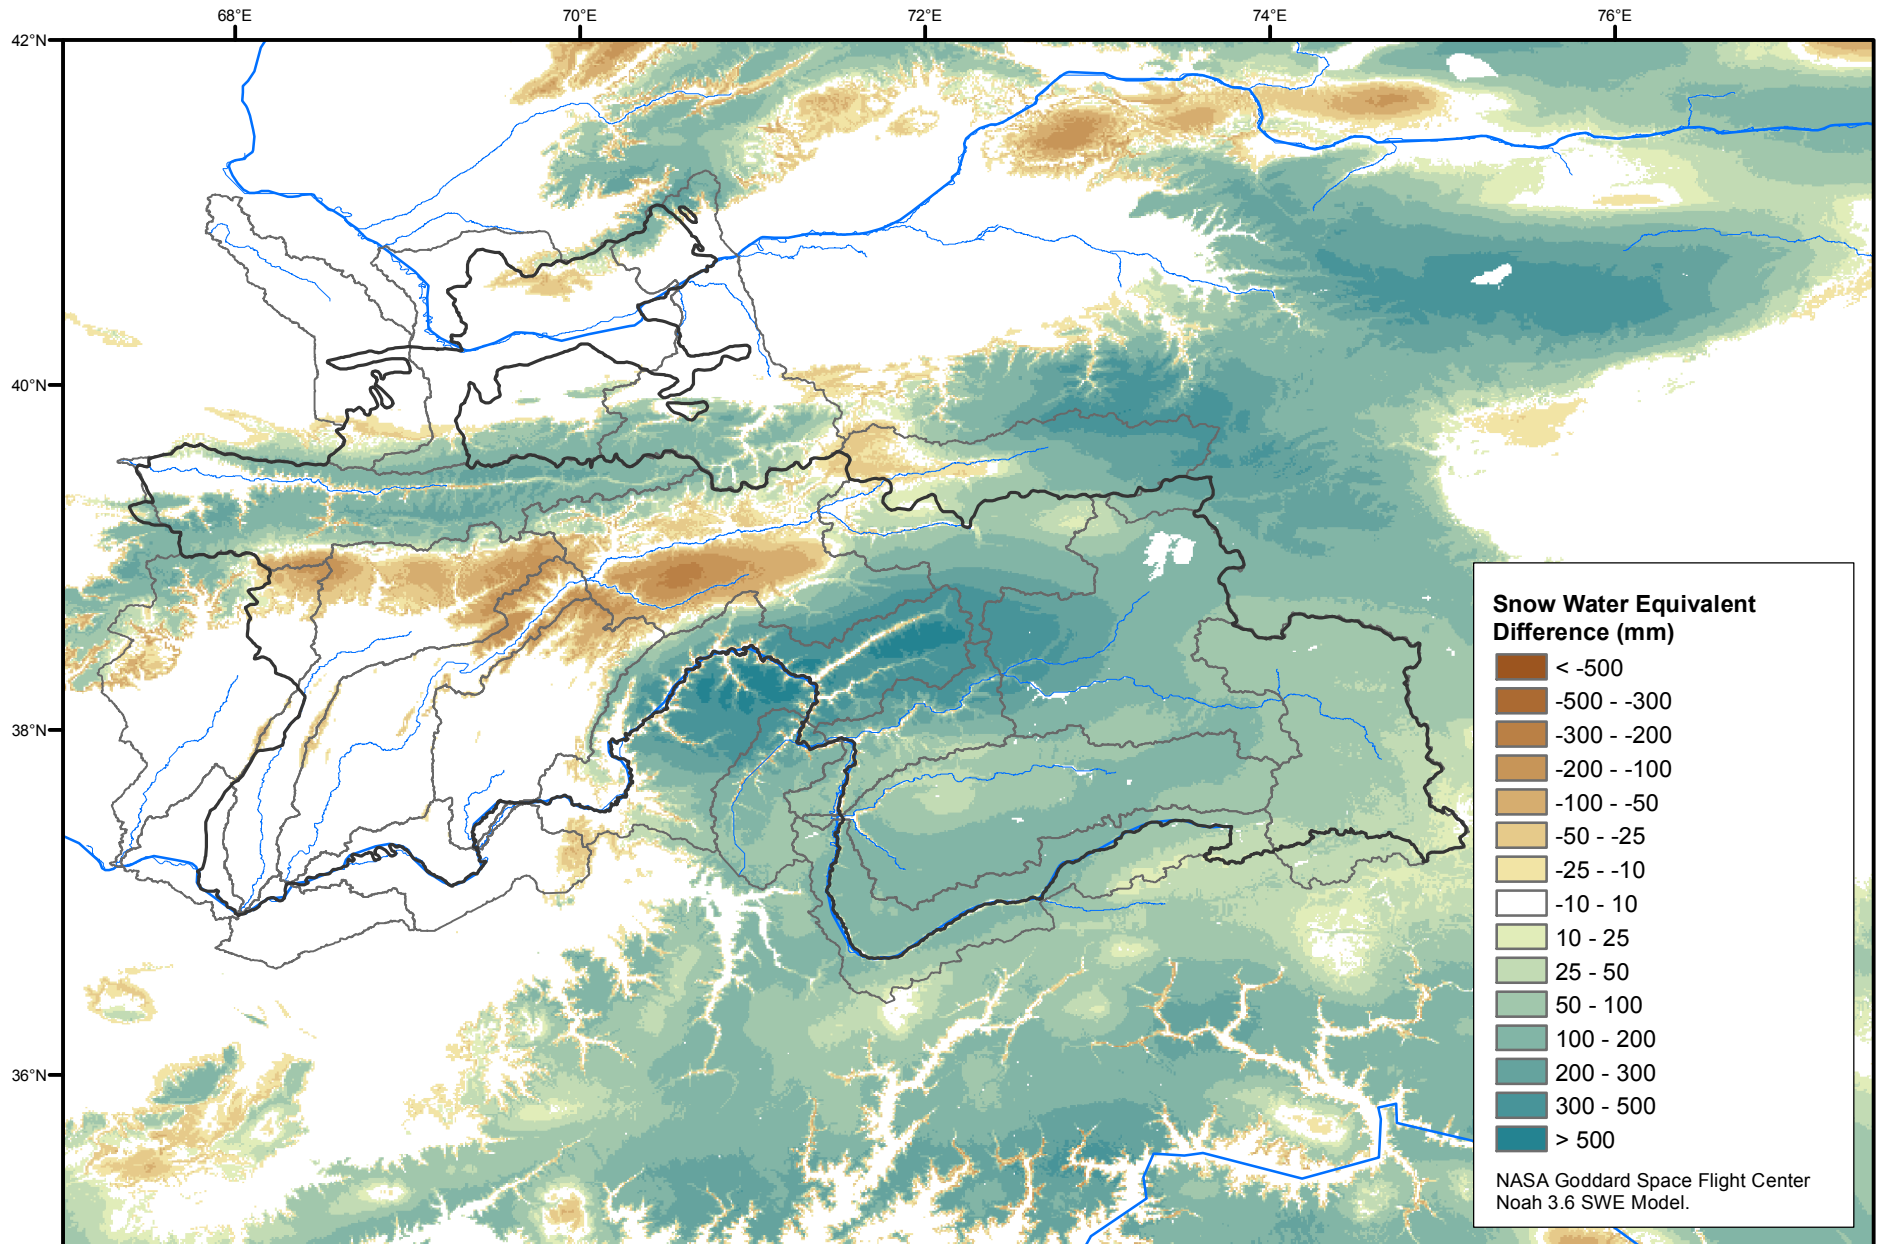 68°E 70°E 72°E 74°E 76°E
42°N
40°N
38°N
36°N
Snow Water Equivalent
Difference (mm)
< -500
-500 - -300
-300 - -200
-200 - -100
-100 - -50
-50 - -25
-25 - -10
-10 - 10
10 - 25
25 - 50
50 - 100
100 - 200
200 - 300
300 - 500
> 500
NASA Goddard Space Flight Center
Noah 3.6 SWE Model.